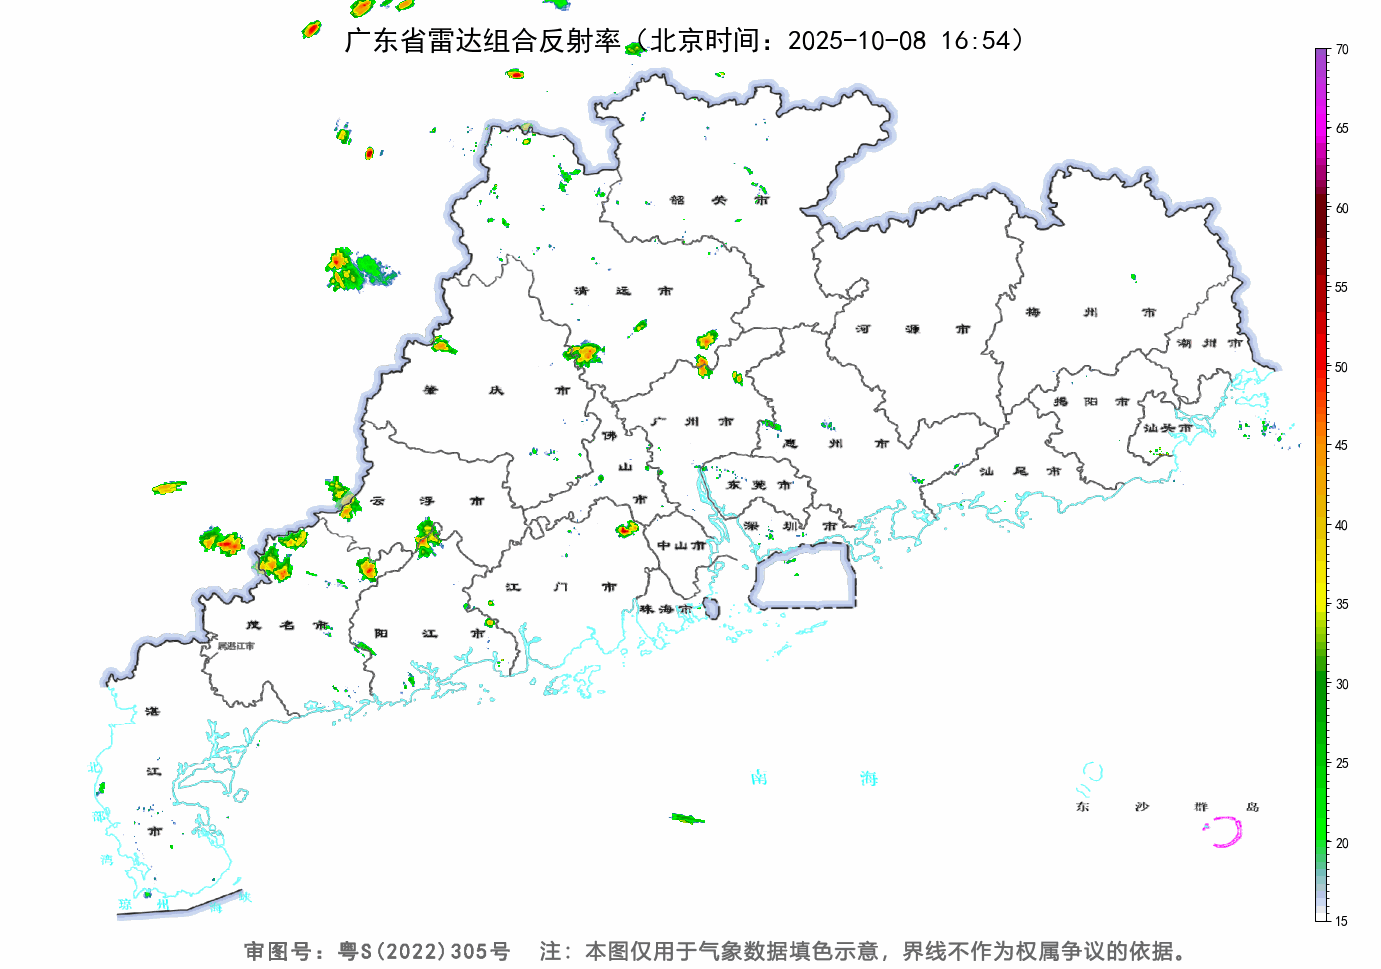 广东省雷达组合反射率（北京时间：2025-10-08 16:54）
70
65
60
55
50
45
40
35
30
25
20
15
韶关市
清远市
河源市
梅州市
潮州市
肇庆市
揭阳市
广州市
汕头市
佛山市
惠州市
汕尾市
云浮市
东莞市
深圳市
中山市
江门市
珠海市
茂名市
阳江市
属湛江市
湛江市
北部湾
南海
东沙群岛
琼州海峡
审图号：粤S(2022)305号 注：本图仅用于气象数据填色示意，界线不作为权属争议的依据。